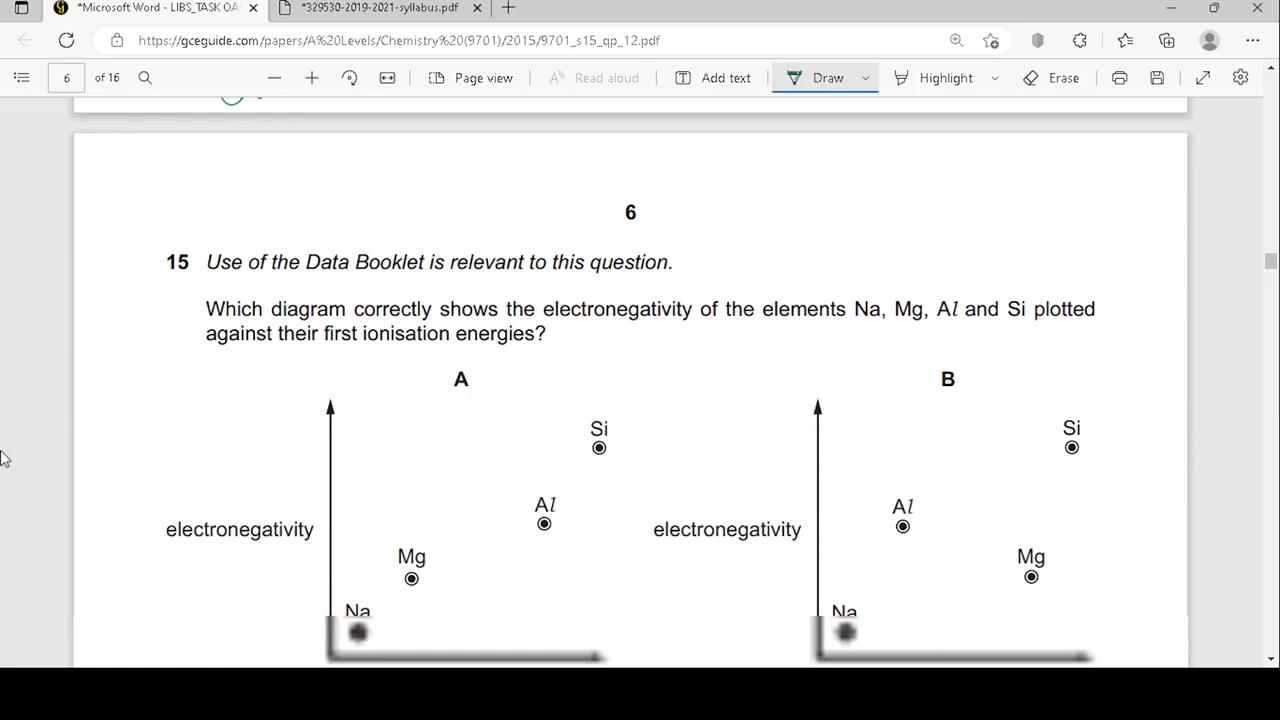 *Microsoft Word - LIBS_TASK OA
*329530-2019-2021-syllabus.pdf
https://gceguide.com/papers/A%20Levels/Chemistry%20(9701)/2015/9701_s15_qp_12.pdf
6 of 16
Page view
Read aloud
Add text
Draw
Highlight
Erase
6
15 Use of the Data Booklet is relevant to this question.
Which diagram correctly shows the electronegativity of the elements Na, Mg, Al and Si plotted
against their first ionisation energies?
A
electronegativity
Si
Al
Mg
Na
B
electronegativity
Si
Al
Mg
Na